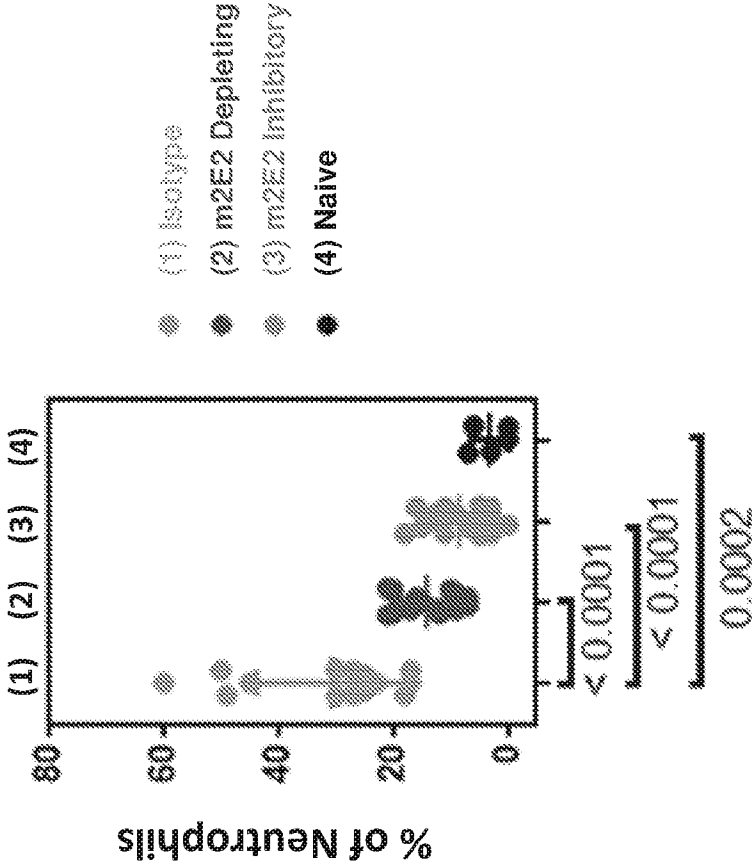 (1) (2) (3) (4)
80
60
40
20
0
% of Neutrophils
(1) Isotype
(2) m2E2 Depleting
(3) m2E2 Inhibitory
(4) Naive
< 0.0001
< 0.0001
0.0002